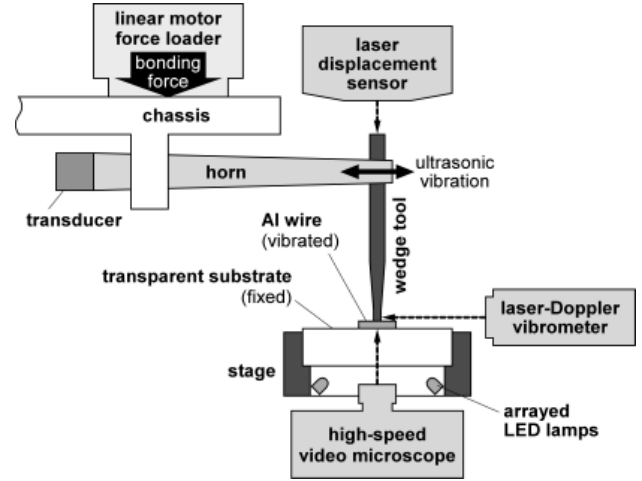 linear motor
force loader
bonding
force
chassis
laser
displacement
sensor
horn
ultrasonic
vibration
transducer
Al wire
(vibrated)
wedge tool
transparent substrate
(fixed)
laser-Doppler
vibrometer
stage
arrayed
LED lamps
high-speed
video microscope